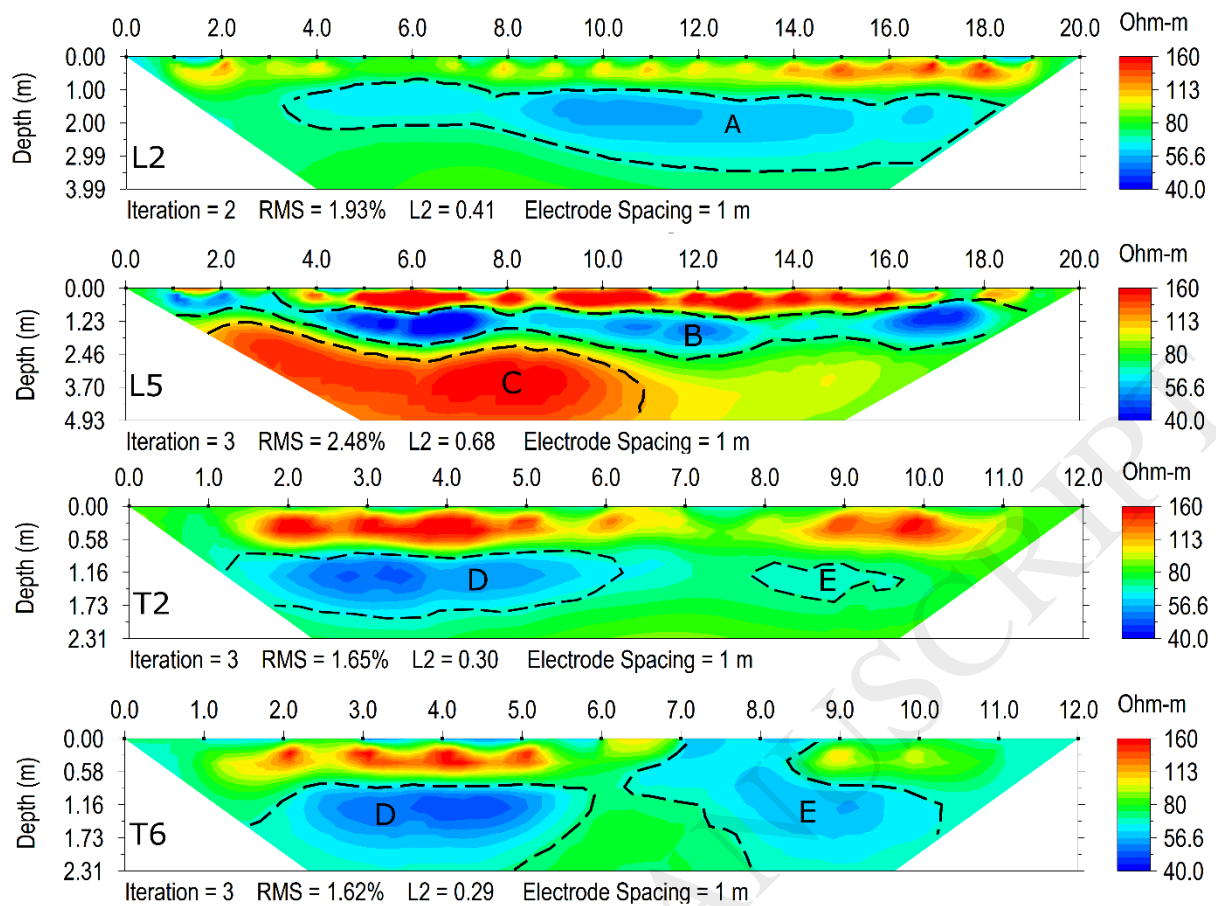 0.0 2.0 4.0 6.0 8.0 10.0 12.0 14.0 16.0 18.0 20.0 Ohm-m
Depth (m)
0.00
1.00
2.00
2.99
3.99
L2
A
160
113
80
56.6
40.0
Iteration = 2 RMS = 1.93% L2 = 0.41 Electrode Spacing = 1 m
0.0 2.0 4.0 6.0 8.0 10.0 12.0 14.0 16.0 18.0 20.0 Ohm-m
Depth (m)
0.00
1.23
2.46
3.70
4.93
L5
B
C
160
113
80
56.6
40.0
Iteration = 3 RMS = 2.48% L2 = 0.68 Electrode Spacing = 1 m
0.0 1.0 2.0 3.0 4.0 5.0 6.0 7.0 8.0 9.0 10.0 11.0 12.0 Ohm-m
Depth (m)
0.00
0.58
1.16
1.73
2.31
T2
D
E
160
113
80
56.6
40.0
Iteration = 3 RMS = 1.65% L2 = 0.30 Electrode Spacing = 1 m
0.0 1.0 2.0 3.0 4.0 5.0 6.0 7.0 8.0 9.0 10.0 11.0 12.0 Ohm-m
Depth (m)
0.00
0.58
1.16
1.73
2.31
T6
D
E
160
113
80
56.6
40.0
Iteration = 3 RMS = 1.62% L2 = 0.29 Electrode Spacing = 1 m
ANUSCRIPT